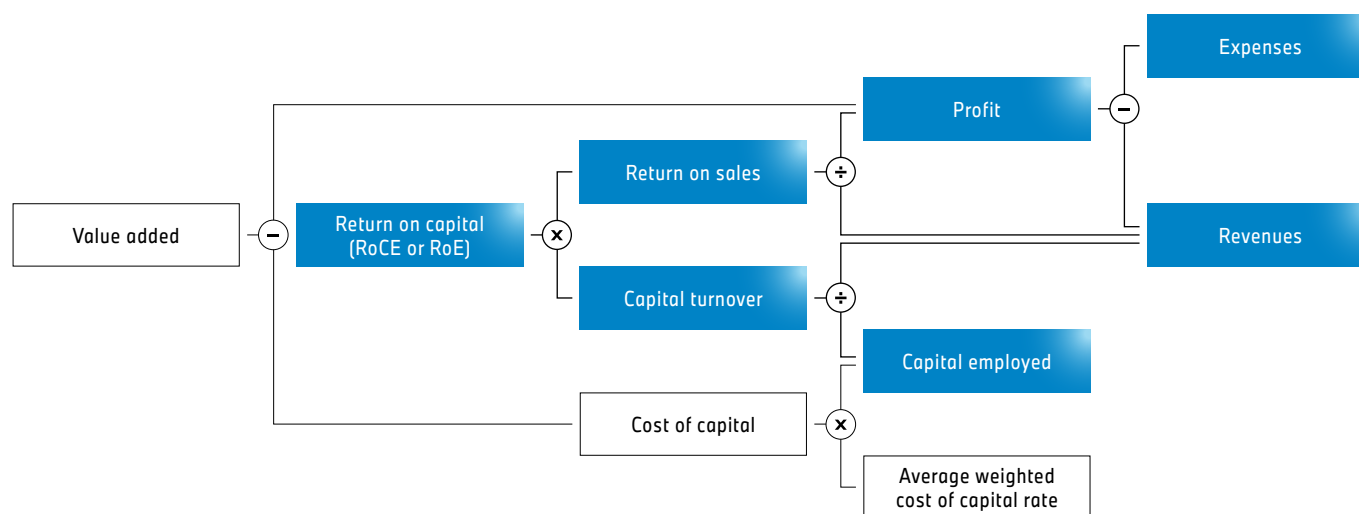 Expenses
Profit
−
Return on sales
÷
Value added
−
Return on capital
(RoCE or RoE)
x
Revenues
Capital turnover
÷
Capital employed
Cost of capital
x
Average weighted
cost of capital rate